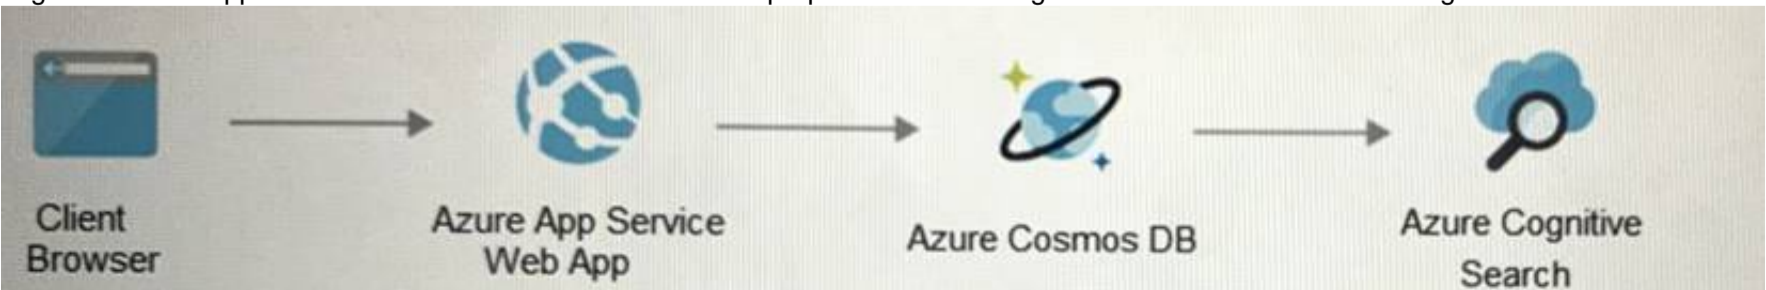 Client
Browser
Azure App Service
Web App
Azure Cosmos DB
Azure Cognitive
Search